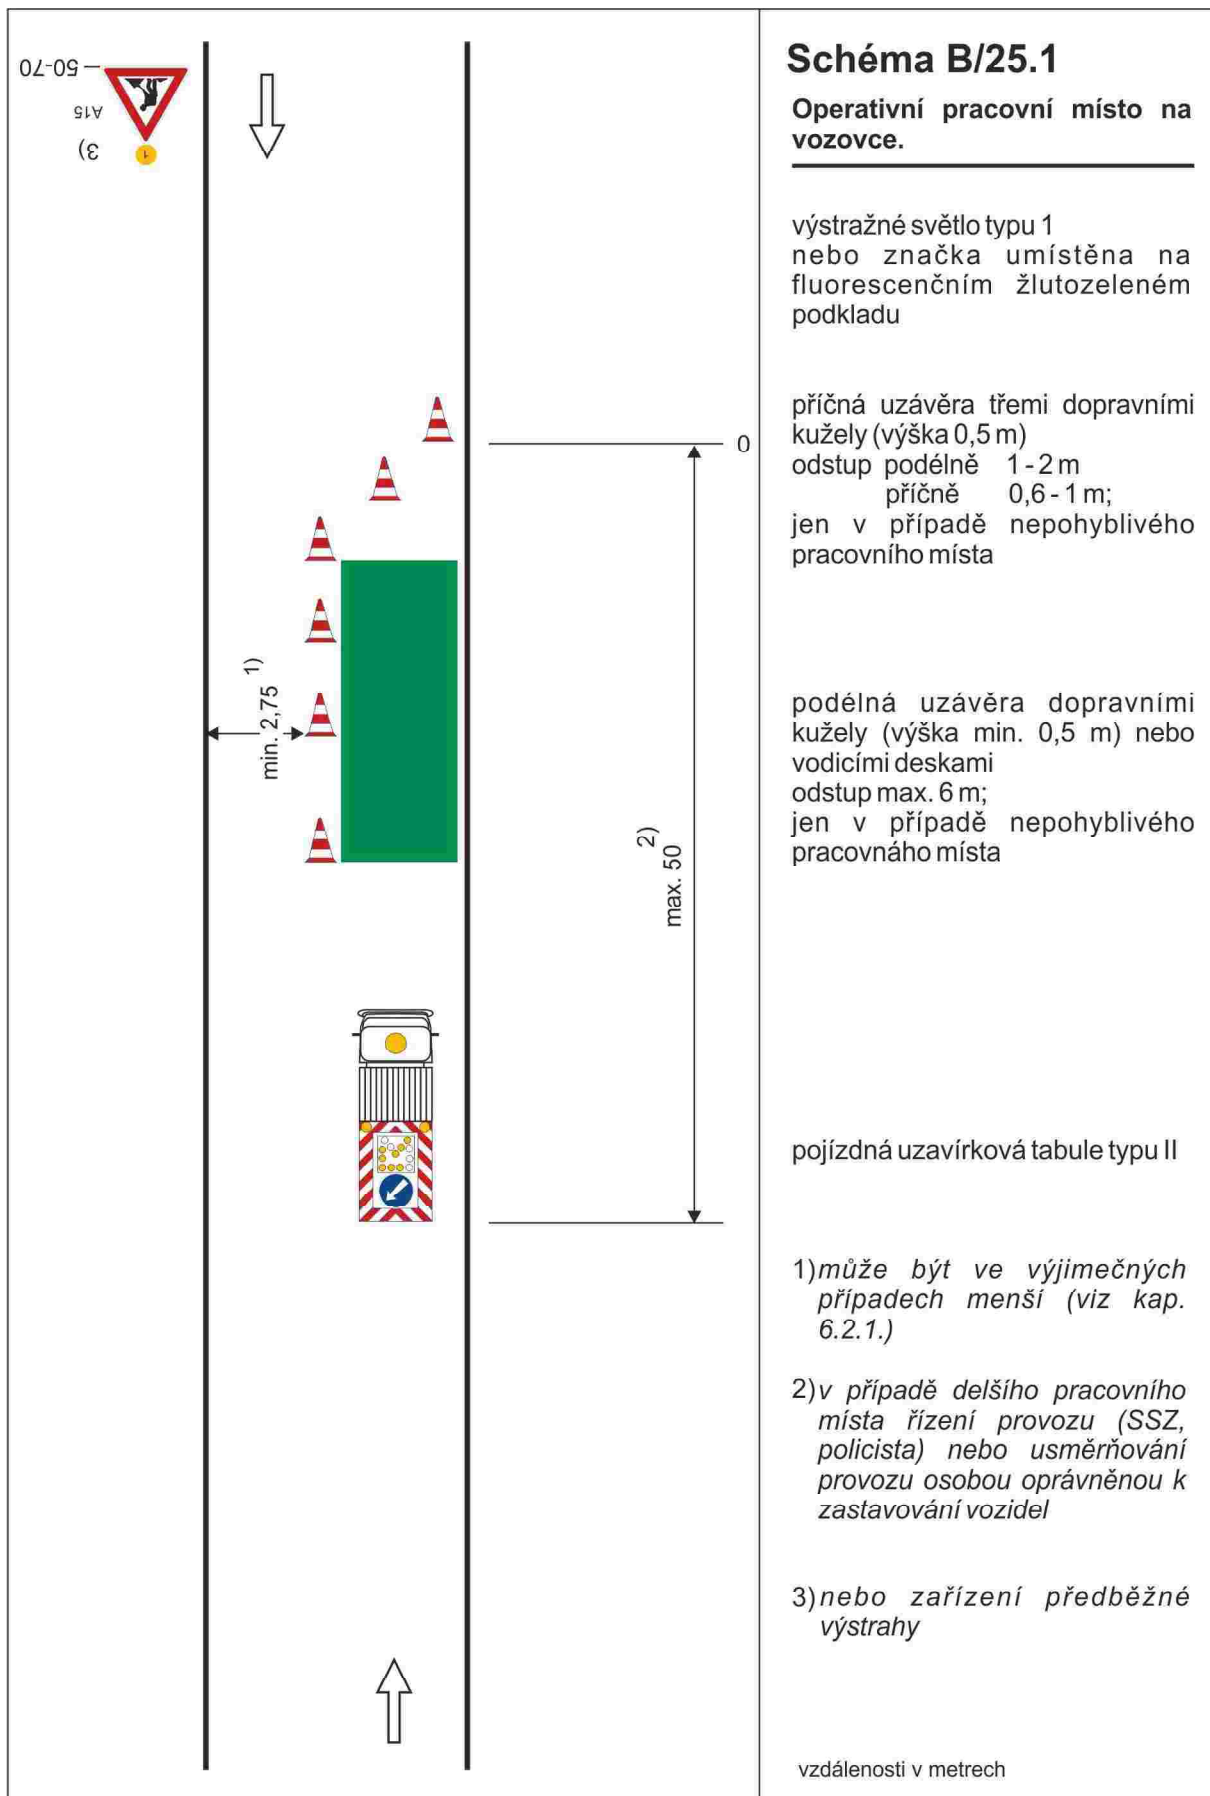 Schéma B/25.1
Operativní pracovní místo na
vozovce.
50-70
A15
3)
1
výstražné světlo typu 1
nebo značka umístěna na
fluorescenčním žlutozeleném
podkladu
0
příčná uzávěra třemi dopravními
kužely (výška 0,5 m)
odstup podélně 1 - 2 m
příčně 0,6 - 1 m;
jen v případě nepohyblivého
pracovního místa
min. 2,75 1)
max. 50 2)
podélná uzávěra dopravními
kužely (výška min. 0,5 m) nebo
vodicími deskami
odstup max. 6 m;
jen v případě nepohyblivého
pracovnáho místa
pojízdná uzavírková tabule typu II
1) může být ve výjimečných
případech menší (viz kap.
6.2.1.)
2) v případě delšího pracovního
místa řízení provozu (SSZ,
policista) nebo usměrňování
provozu osobou oprávněnou k
zastavování vozidel
3) nebo zařízení předběžné
výstrahy
vzdálenosti v metrech